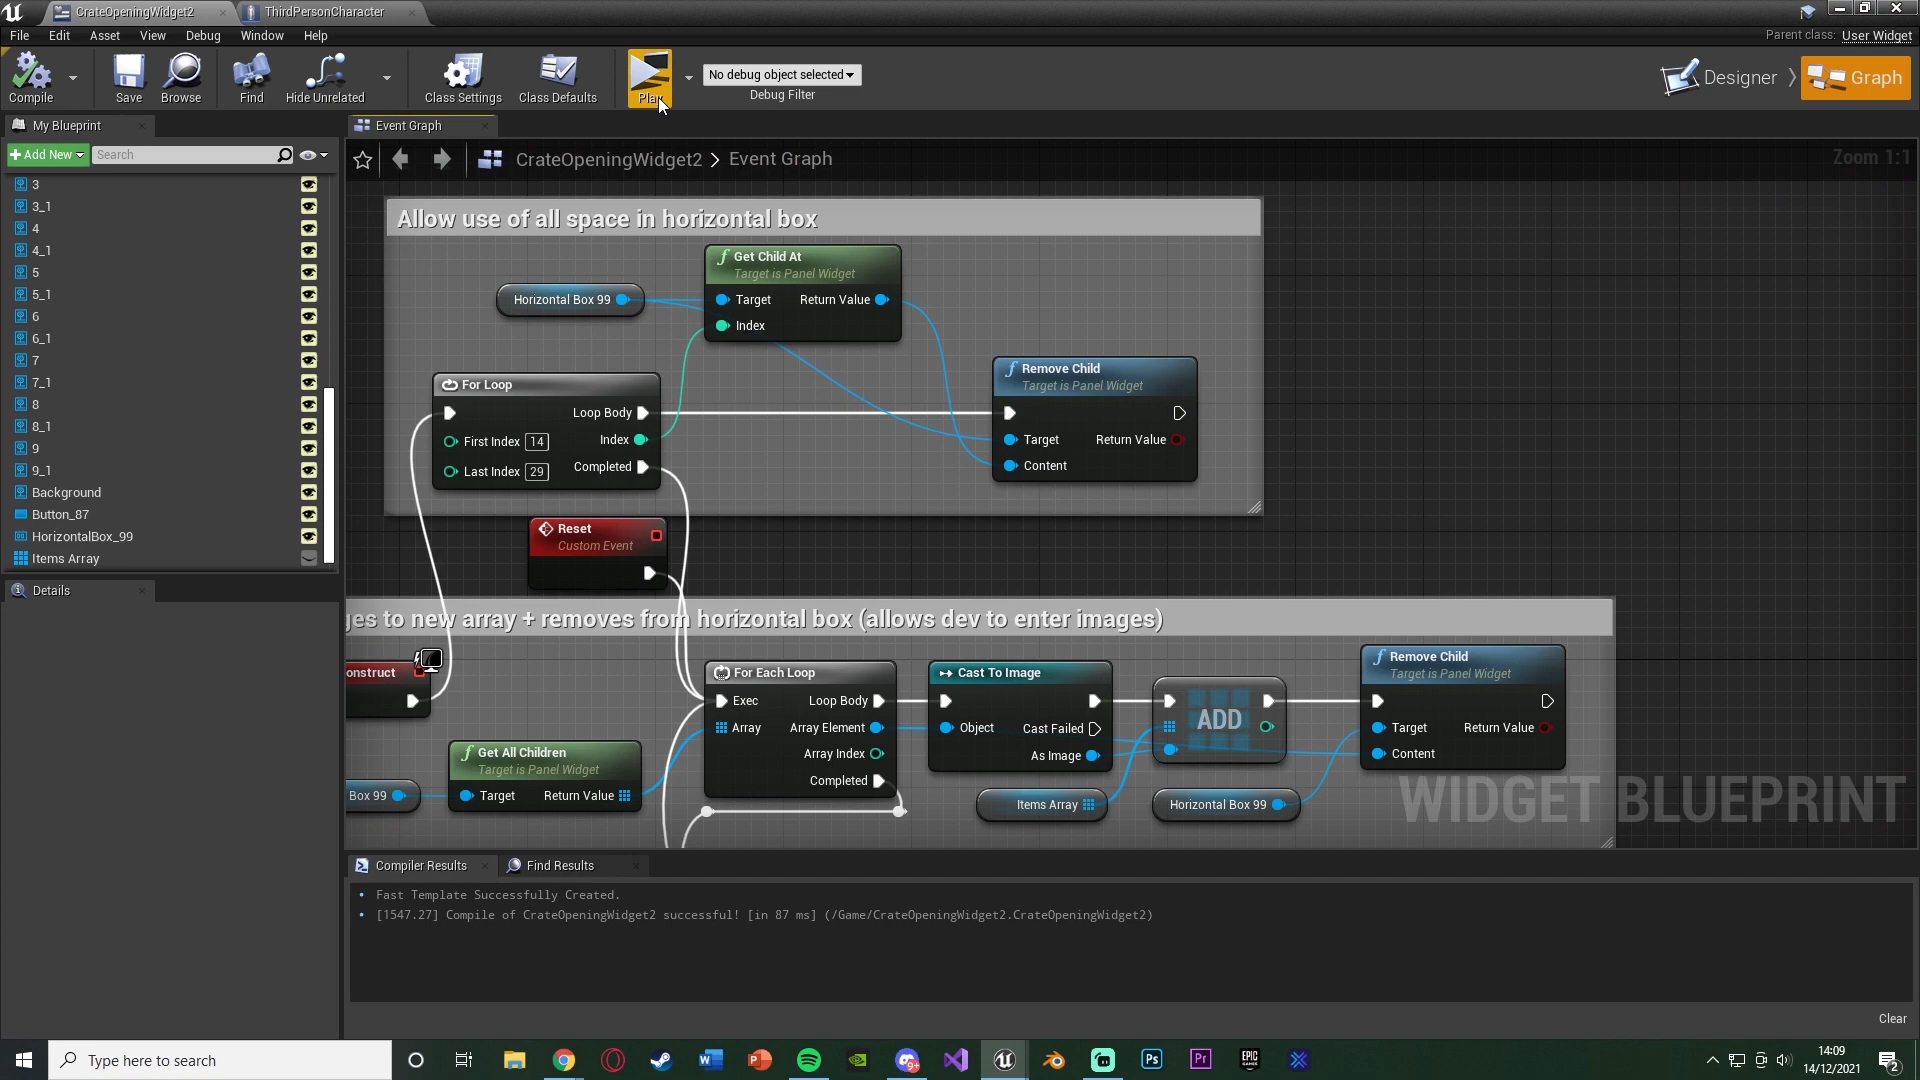 CrateOpeningWidget2
ThirdPersonCharacter
File Edit Asset View Debug Window Help
Parent class: User Widget
Compile
Save
Browse
Find
Hide Unrelated
Class Settings
Class Defaults
Play
No debug object selected
Debug Filter
Designer
Graph
My Blueprint
Event Graph
Add New
Search
CrateOpeningWidget2 > Event Graph
Zoom 1:1
3
3_1
4
4_1
5
5_1
6
6_1
7
7_1
8
8_1
9
9_1
Background
Button_87
HorizontalBox_99
Items Array
Details
Allow use of all space in horizontal box
Get Child At
Target is Panel Widget
Target Return Value
Index
Horizontal Box 99
For Loop
Loop Body
First Index 14 Index
Last Index 29 Completed
Remove Child
Target is Panel Widget
Target Return Value
Content
Reset
Custom Event
ges to new array + removes from horizontal box (allows dev to enter images)
onstruct
Get All Children
Target is Panel Widget
Target Return Value
Box 99
For Each Loop
Exec Loop Body
Array Array Element
Array Index
Completed
Cast To Image
Object Cast Failed
As Image
Items Array
ADD
Horizontal Box 99
Remove Child
Target is Panel Widget
Target Return Value
Content
WIDGET BLUEPRINT
Compiler Results
Find Results
Fast Template Successfully Created.
[1547.27] Compile of CrateOpeningWidget2 successful! [in 87 ms] (/Game/CrateOpeningWidget2.CrateOpeningWidget2)
Clear
Type here to search
9+
Ps
Pr
EPIC GAMES
14:09
14/12/2021
2